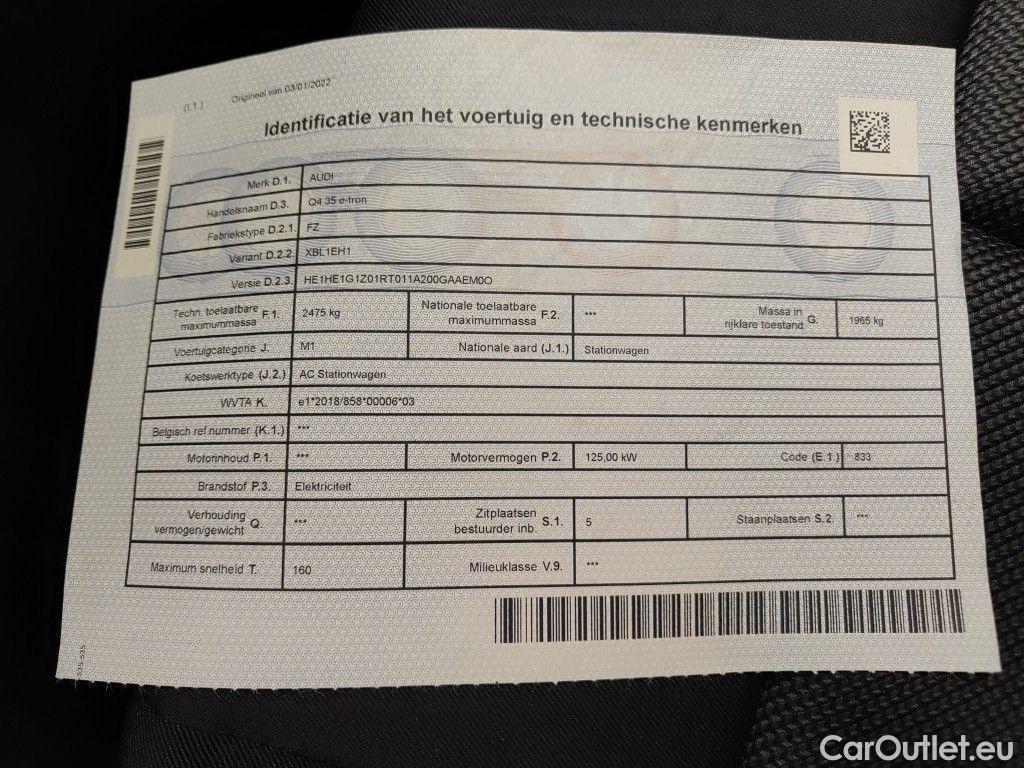 (I.1.) Origineel van 03/01/2022
Identificatie van het voertuig en technische kenmerken
Merk D.1. AUDI
Handelsnaam D.3. Q4 35 e-tron
Fabriekstype D.2.1. FZ
Variant D.2.2. XBL1EH1
Versie D.2.3. HE1HE1G1Z01RT011A200GAAEM0O
Techn. toelaatbare maximummassa F.1. 2475 kg Nationale toelaatbare maximummassa F.2. *** Massa in rijklare toestand G. 1965 kg
Voertuigcategorie J. M1 Nationale aard (J.1.) Stationwagen
Koetswerktype (J.2.) AC Stationwagen
WVTA K. e1*2018/858*00006*03
Belgisch ref.nummer (K.1.) ***
Motorinhoud P.1. *** Motorvermogen P.2. 125,00 kW Code (E.1.) 833
Brandstof P.3. Elektriciteit
Verhouding vermogen/gewicht Q. *** Zitplaatsen bestuurder inb. S.1. 5 Staanplaatsen S.2. ***
Maximum snelheid T. 160 Milieuklasse V.9. ***
CarOutlet.eu